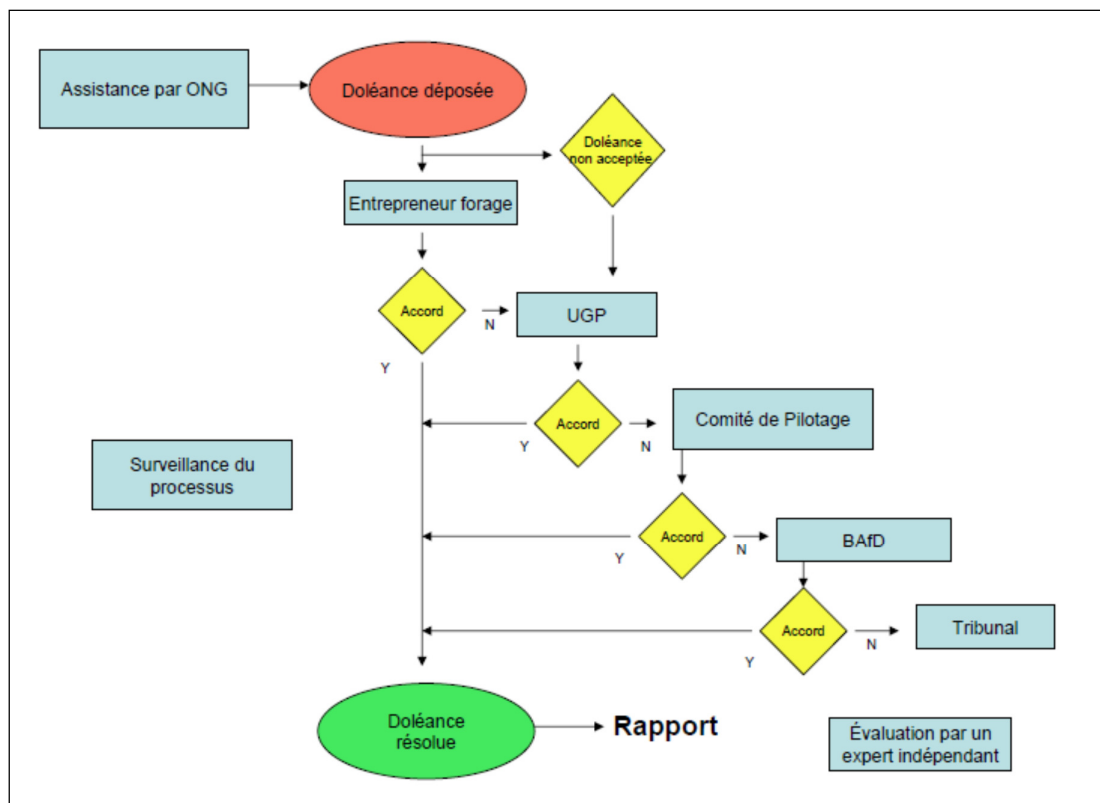 Assistance par ONG
Doléance déposée
Doléance
non acceptée
Entrepreneur forage
Accord
N
UGP
Y
Accord
Y
N
Comité de Pilotage
Surveillance du
processus
Accord
Y
N
BAfD
Accord
Y
N
Tribunal
Doléance
résolue
Rapport
Évaluation par un
expert indépendant